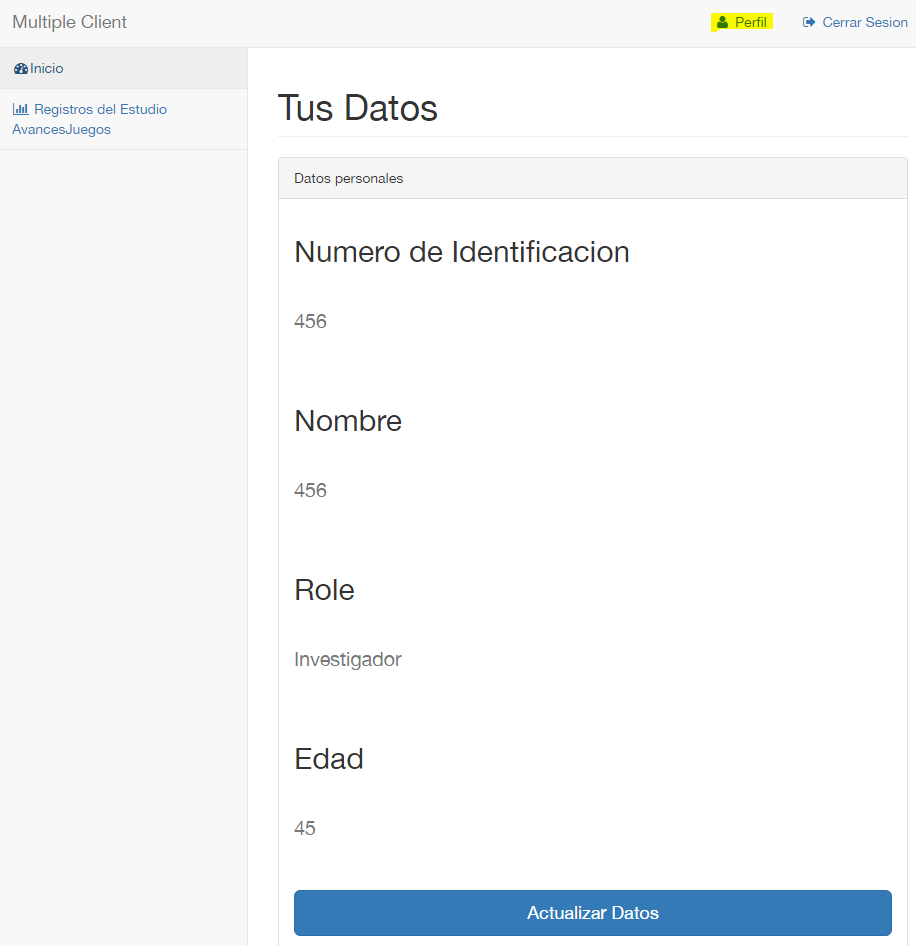 Multiple Client
Perfil
Cerrar Sesion
Inicio
Registros del Estudio
AvancesJuegos
Tus Datos
Datos personales
Numero de Identificacion
456
Nombre
456
Role
Investigador
Edad
45
Actualizar Datos